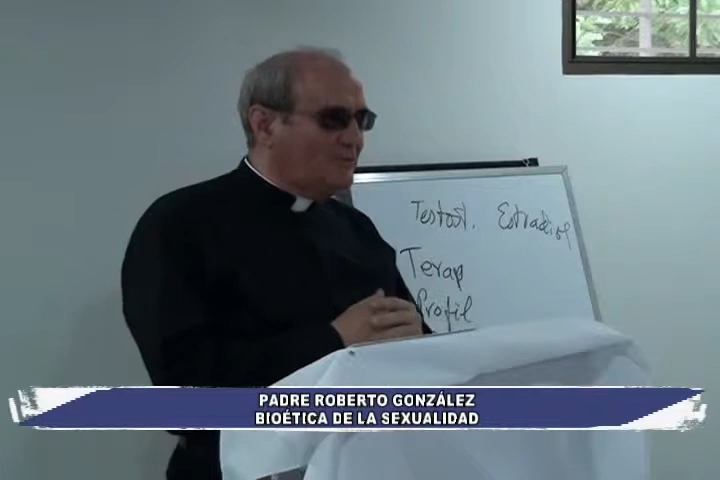 Testost. Estradiol
Terap
Profil
PADRE ROBERTO GONZÁLEZ
BIOÉTICA DE LA SEXUALIDAD